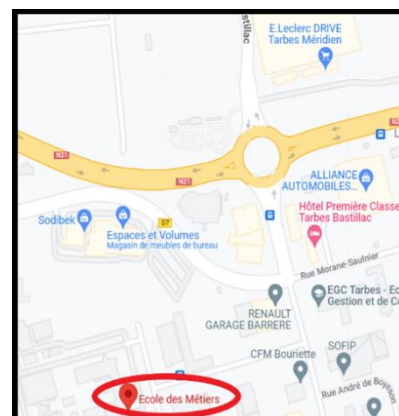 Bastillac
E.Leclerc DRIVE
Tarbes Méridien
N21
N21
N21
L
ALLIANCE
AUTOMOBILES...
Hôtel Première Classe
Tarbes Bastillac
Sodibek
Espaces et Volumes
Magasin de meubles de bureau
D7
Rue Morane-Saulnier
EGC Tarbes - Ec
Gestion et de Co
RENAULT
GARAGE BARRERE
CFM Bouriette
SOFIP
Ecole des Métiers
Rue André de Boysson